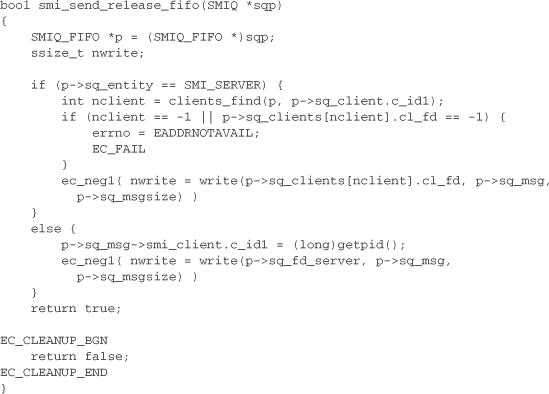 bool smi_send_release_fifo(SMIQ *sqp)
{
    SMIQ_FIFO *p = (SMIQ_FIFO *)sqp;
    ssize_t nwrite;

    if (p->sq_entity == SMI_SERVER) {
        int nclient = clients_find(p, p->sq_client.c_id1);
        if (nclient == -1 || p->sq_clients[nclient].cl_fd == -1) {
            errno = EADDRNOTAVAIL;
            EC_FAIL
        }
        ec_neg1( nwrite = write(p->sq_clients[nclient].cl_fd, p->sq_msg,
          p->sq_msgsize) )
    }
    else {
        p->sq_msg->smi_client.c_id1 = (long)getpid();
        ec_neg1( nwrite = write(p->sq_fd_server, p->sq_msg,
          p->sq_msgsize) )
    }
    return true;

EC_CLEANUP_BGN
    return false;
EC_CLEANUP_END
}